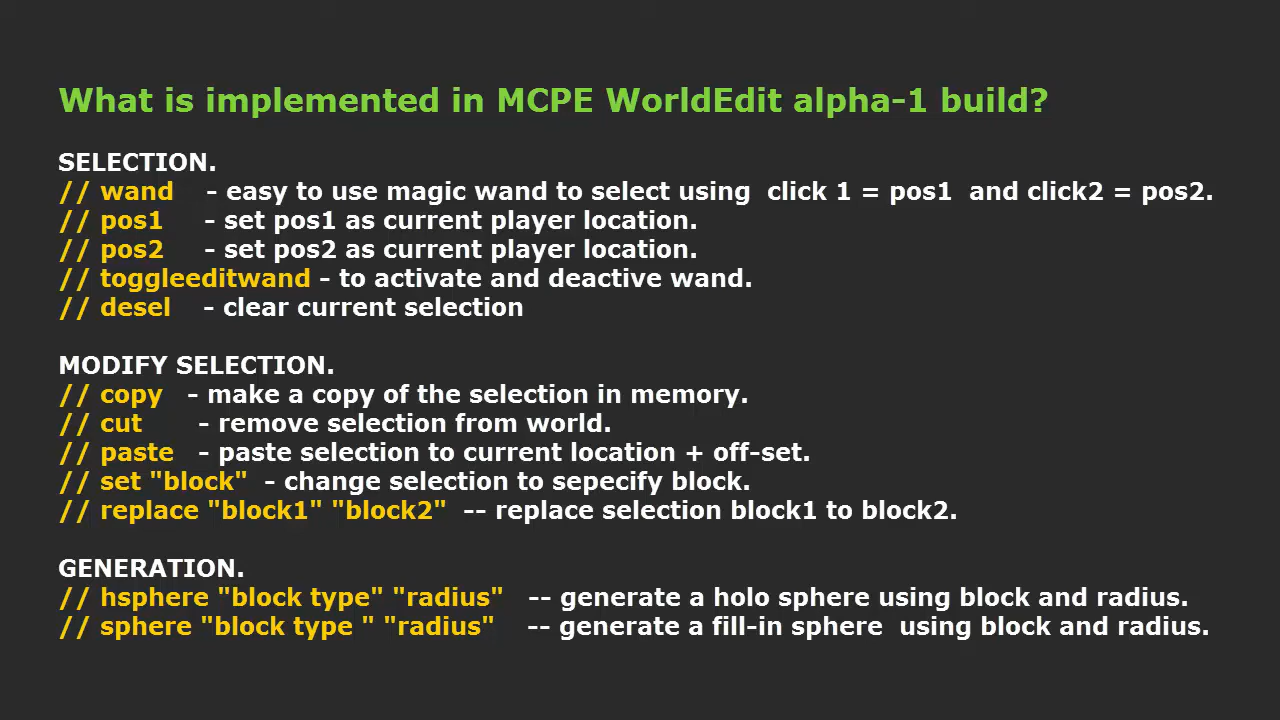 What is implemented in MCPE WorldEdit alpha-1 build?
SELECTION.
// wand - easy to use magic wand to select using click 1 = pos1 and click2 = pos2.
// pos1 - set pos1 as current player location.
// pos2 - set pos2 as current player location.
// toggleeditwand - to activate and deactive wand.
// desel - clear current selection
MODIFY SELECTION.
// copy - make a copy of the selection in memory.
// cut - remove selection from world.
// paste - paste selection to current location + off-set.
// set "block" - change selection to sepecify block.
// replace "block1" "block2" -- replace selection block1 to block2.
GENERATION.
// hsphere "block type" "radius" -- generate a holo sphere using block and radius.
// sphere "block type " "radius" -- generate a fill-in sphere using block and radius.